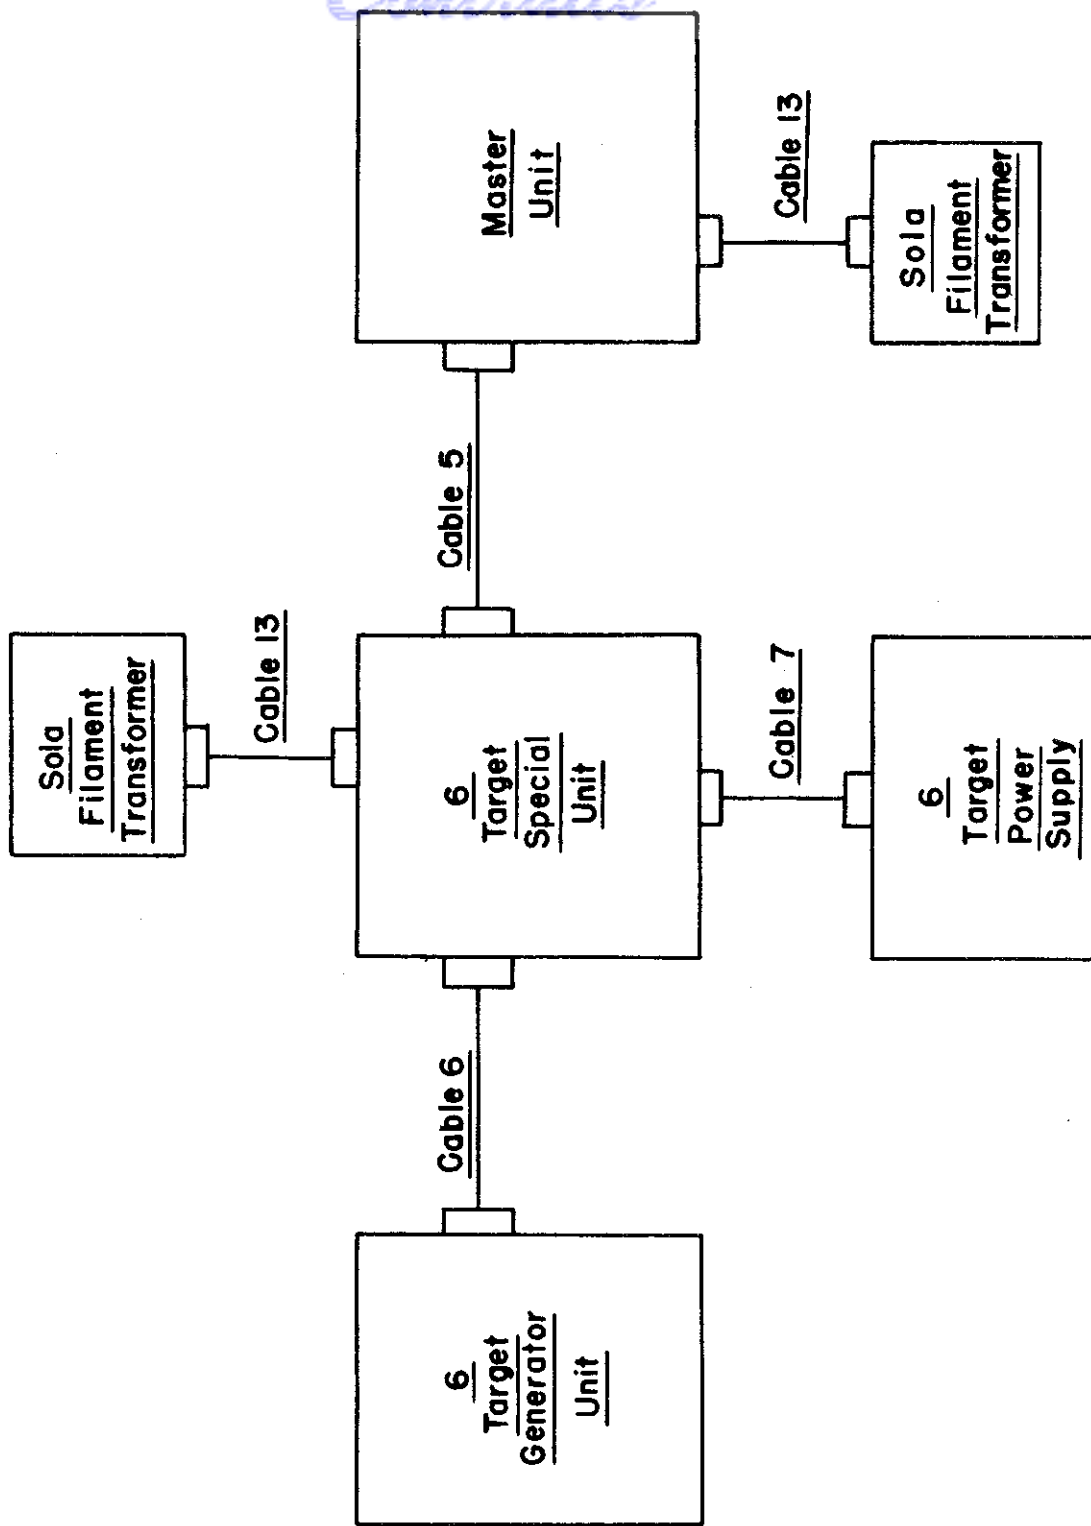 Sola
Filament
Transformer
Cable 13
6
Target
Generator
Unit
Cable 6
6
Target
Special
Unit
Cable 5
Master
Unit
Cable 7
Cable 13
6
Target
Power
Supply
Sola
Filament
Transformer